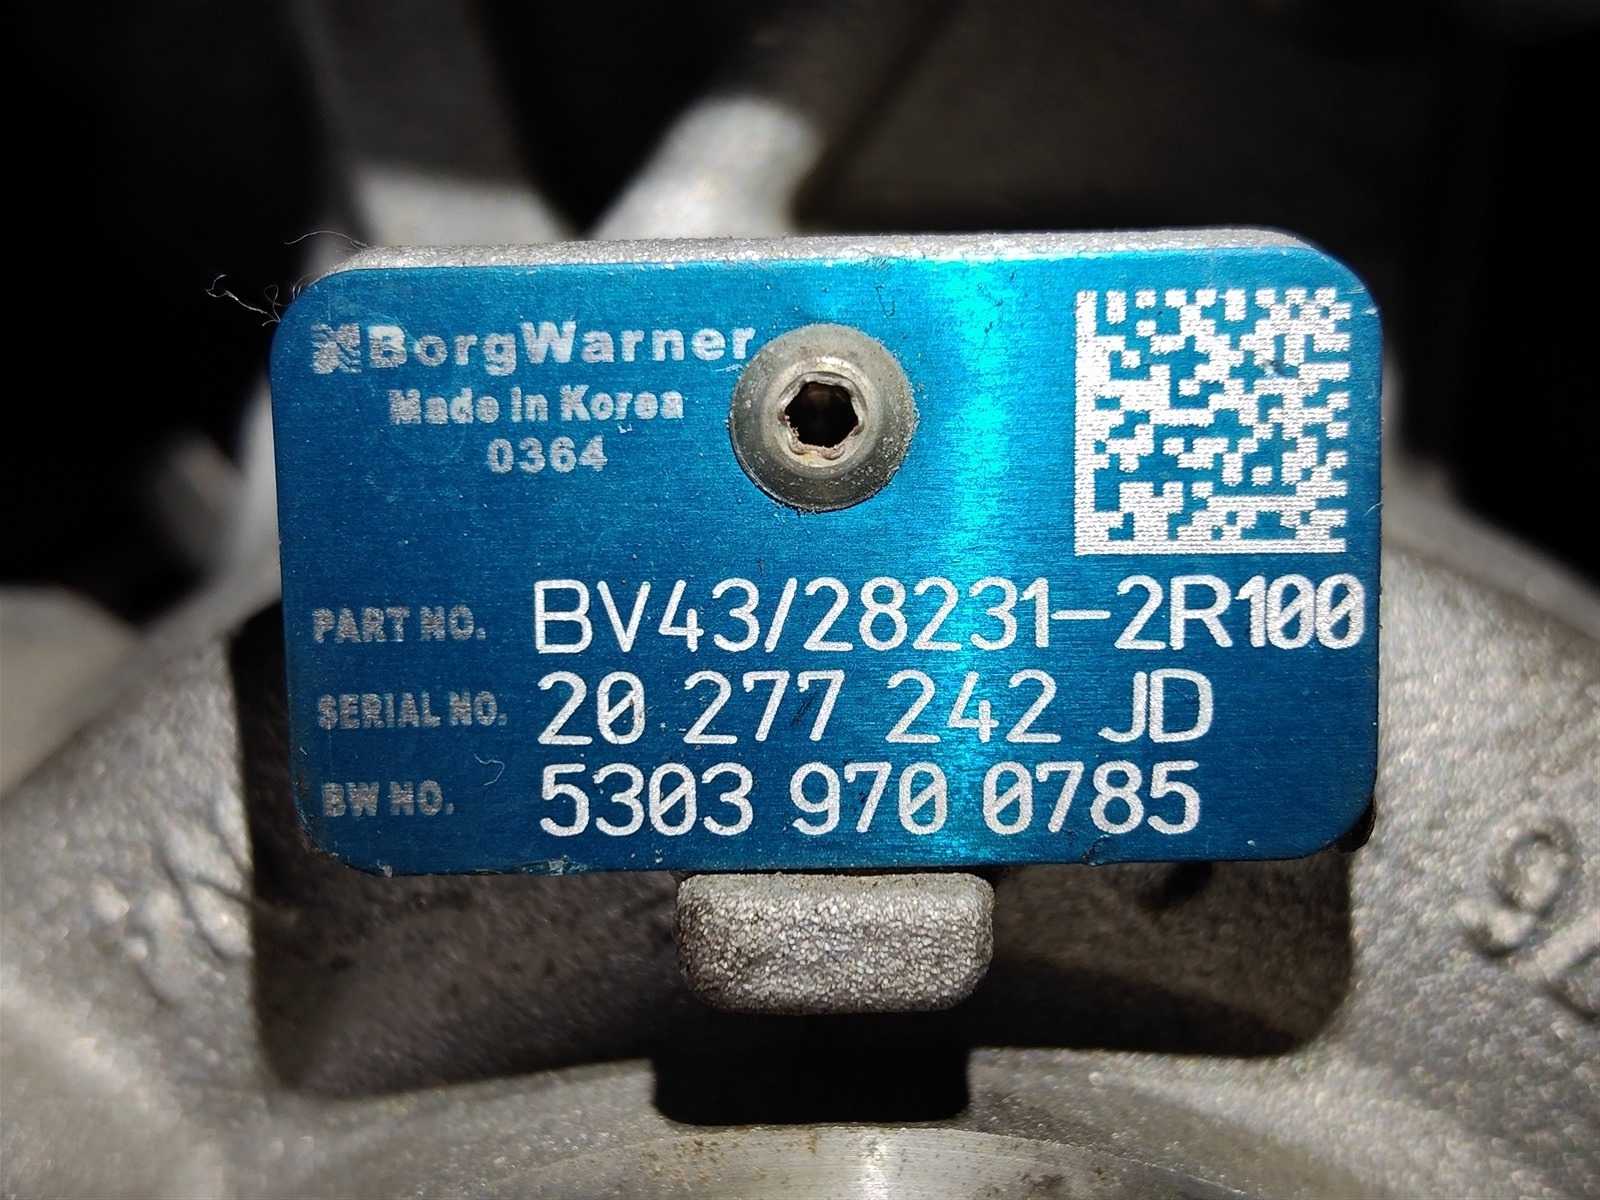 BorgWarner
Made in Korea
0364
PART NO. BV43/28231-2R100
SERIAL NO. 20 277 242 JD
BW NO. 5303 970 0785